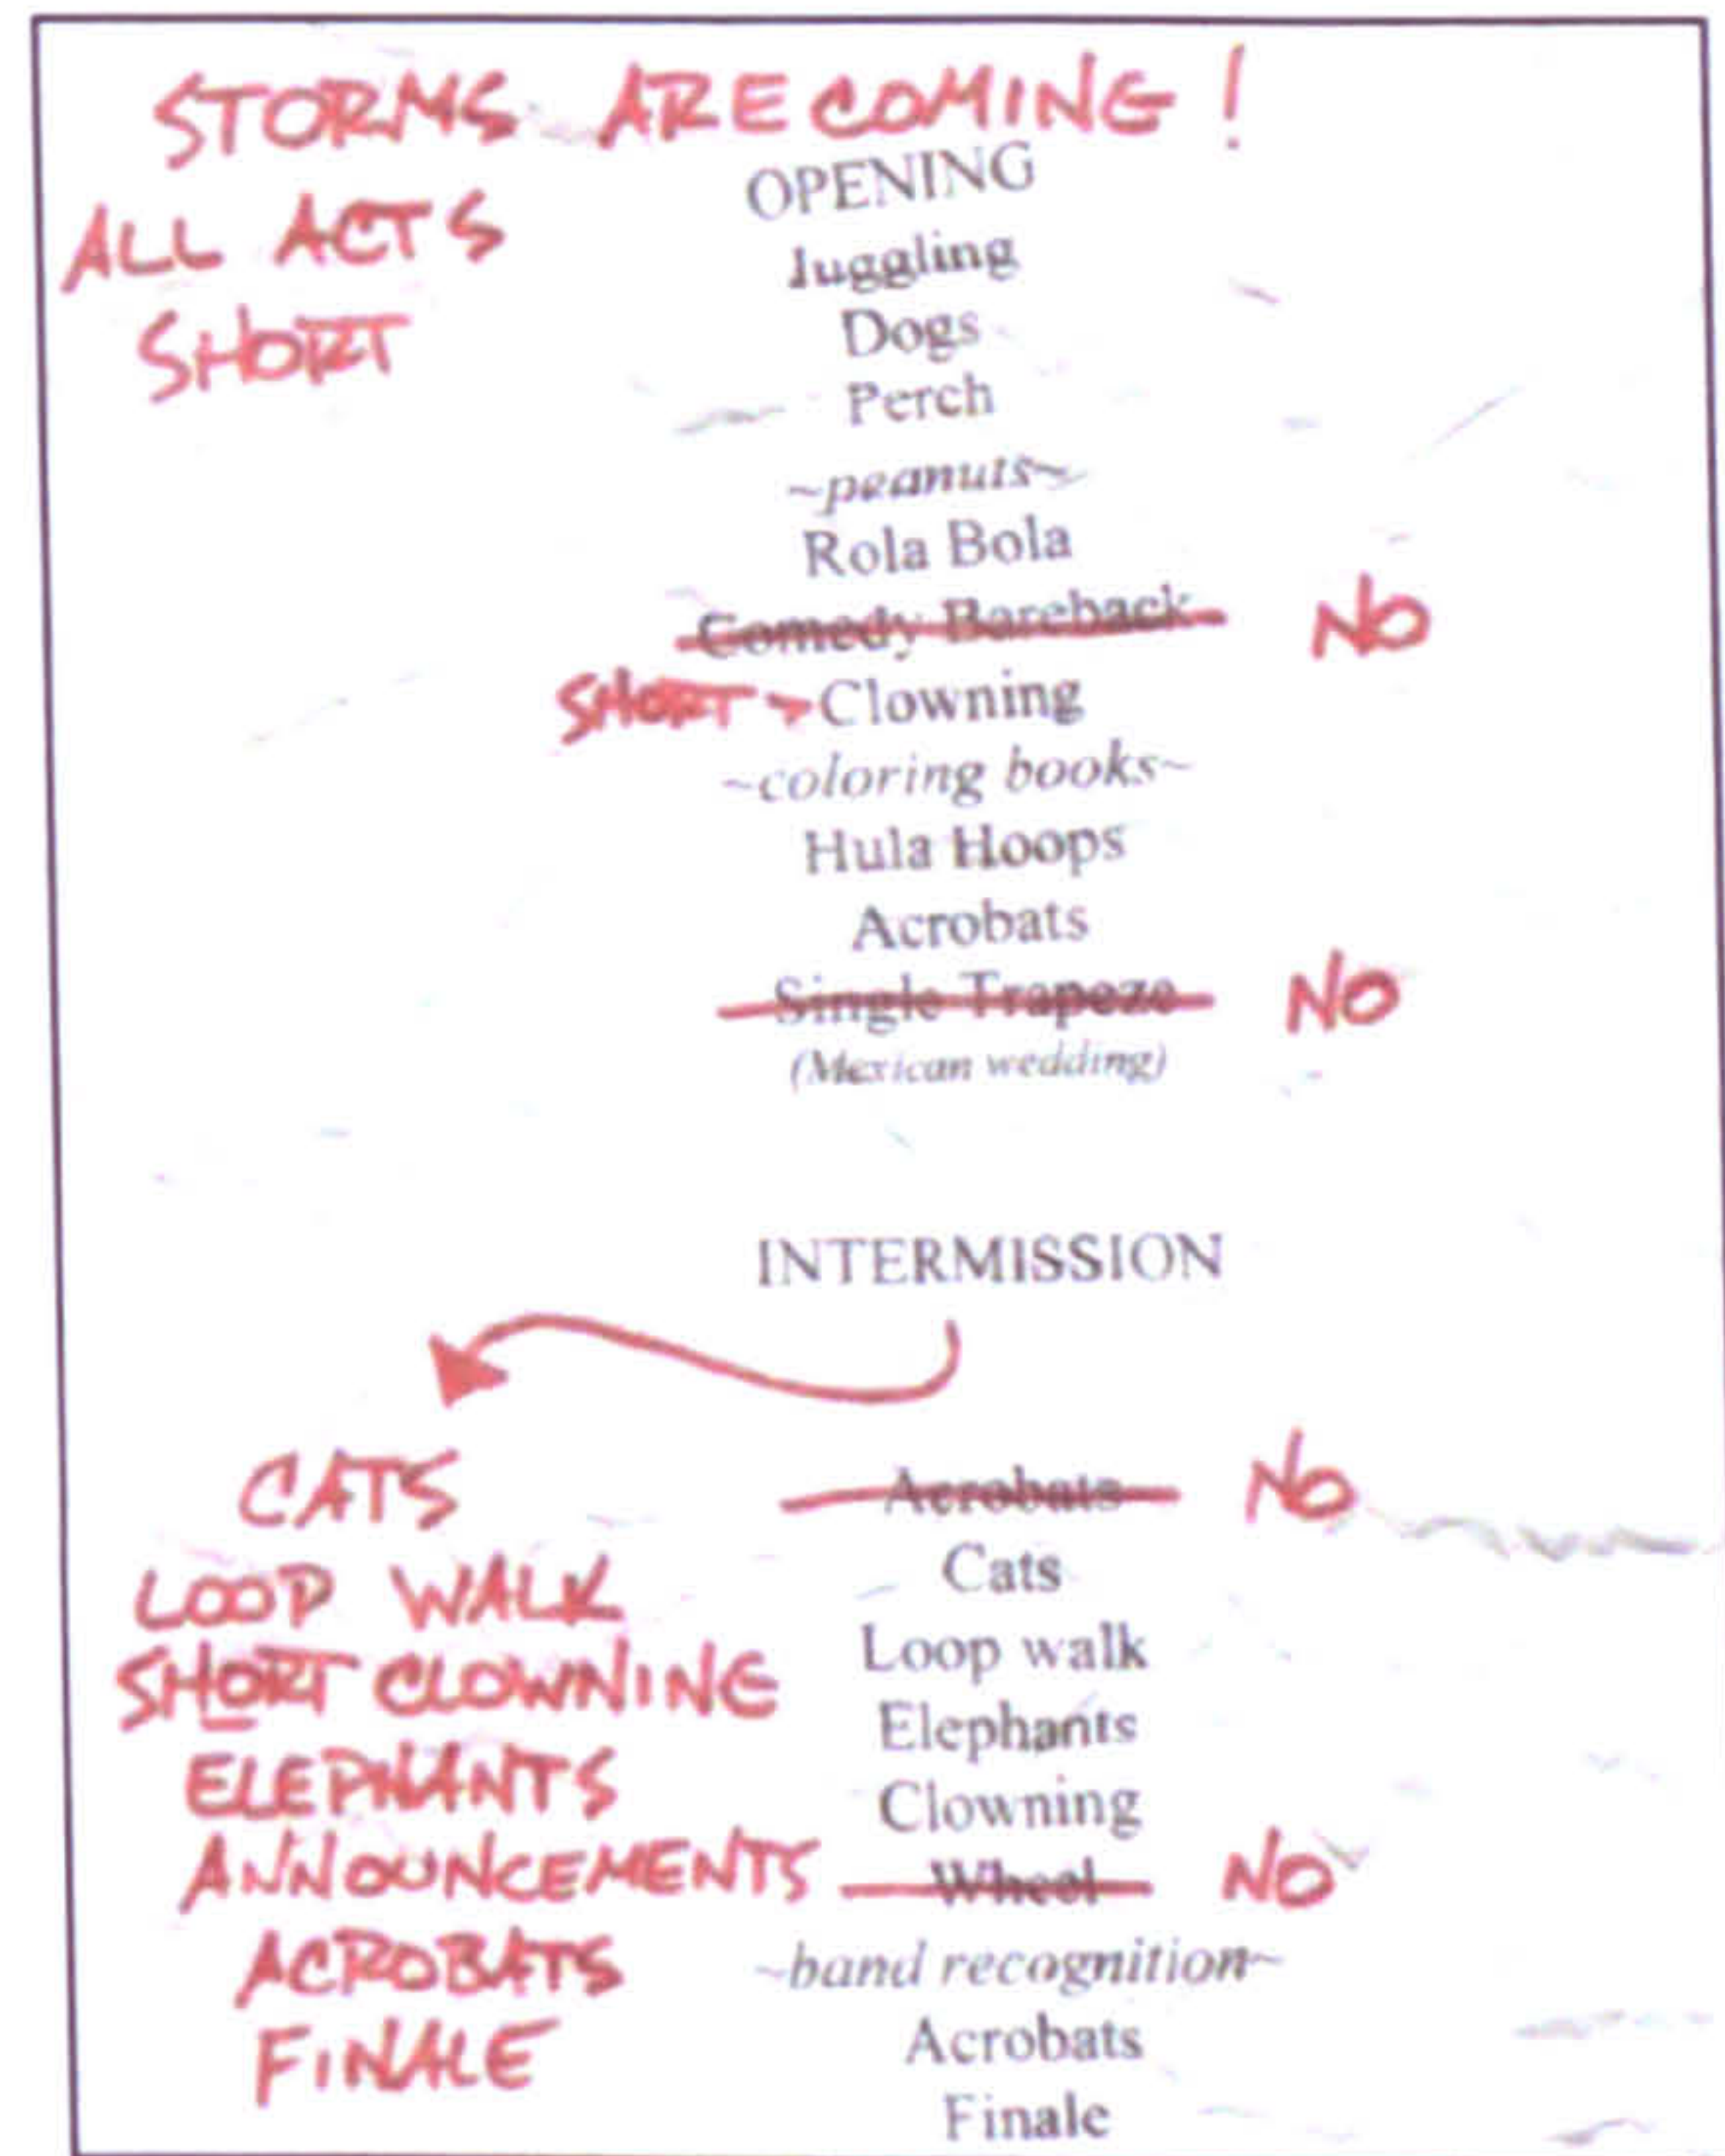 STORMS ARE COMING!
OPENING
ALL ACTS
Juggling
SHORT
Dogs
Perch
~peanuts~
Rola Bola
Comedy Bareback NO
SHORT Clowning
~coloring books~
Hula Hoops
Acrobats
Single Trapeze NO
(Mexican wedding)
INTERMISSION
CATS Acrobats NO
Cats
LOOP WALK
Loop walk
SHORT CLOWNING
Elephants
ELEPHANTS
Clowning
ANNOUNCEMENTS Wheel NO
ACROBATS ~band recognition~
Acrobats
FINALE
Finale